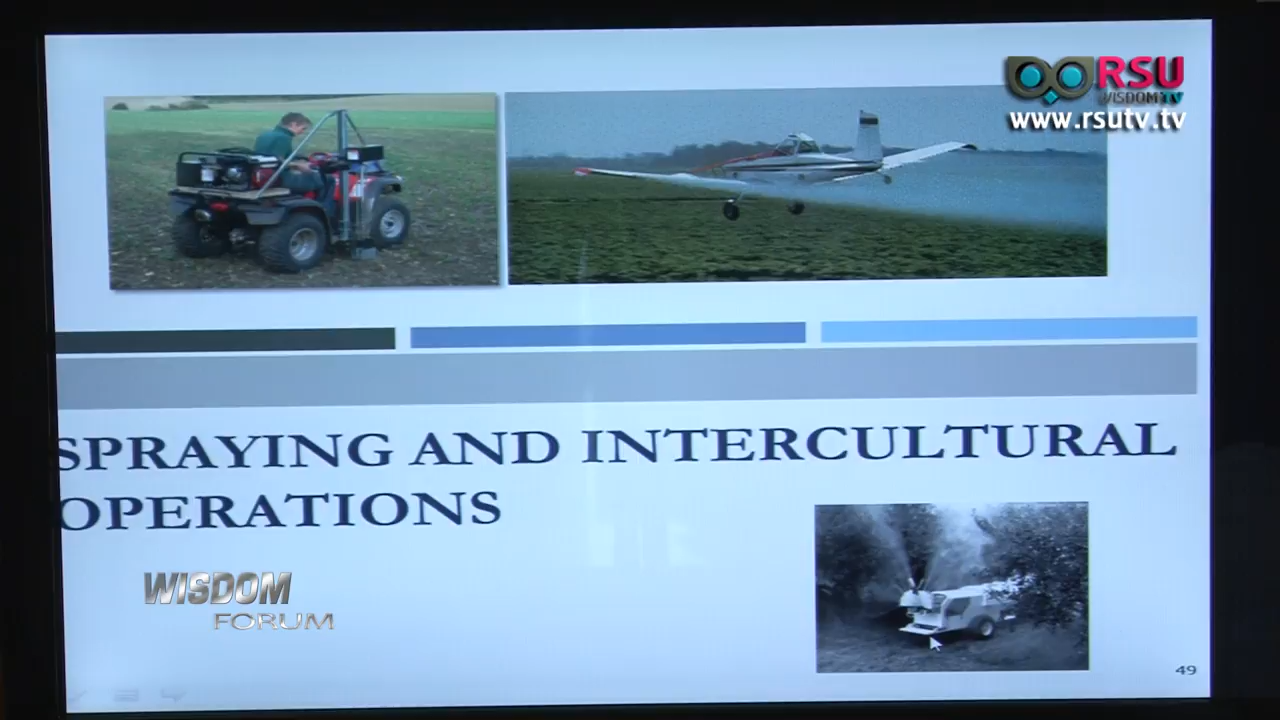 RSU
WISDOM TV
www.rsutv.tv
SPRAYING AND INTERCULTURAL
OPERATIONS
WISDOM
FORUM
49